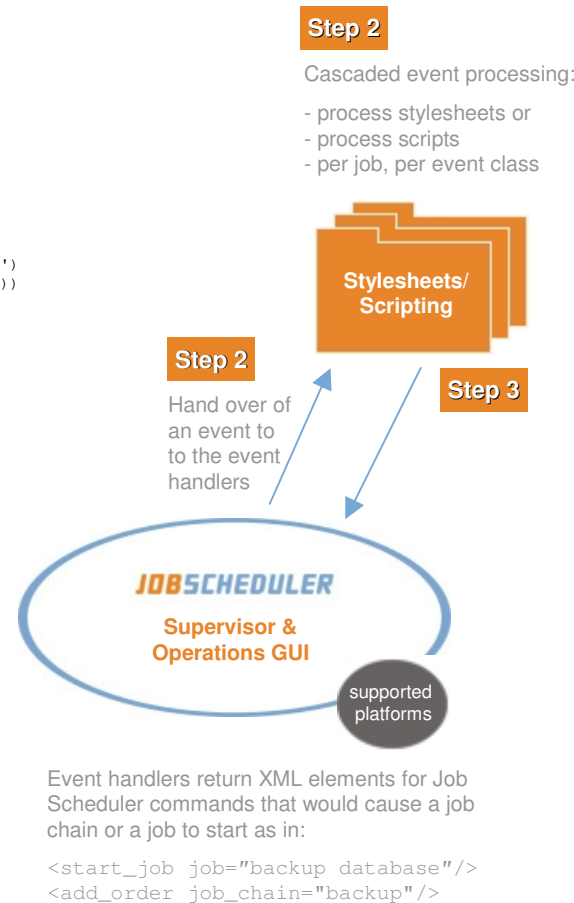 Step 2
Cascaded event processing:
- process stylesheets or
- process scripts
- per job, per event class
')
))
Stylesheets/
Scripting
Step 2
Step 3
Hand over of
an event to
to the event
handlers
JOBSCHEDULER
Supervisor &
Operations GUI
supported
platforms
Event handlers return XML elements for Job
Scheduler commands that would cause a job
chain or a job to start as in:
<start_job job="backup database"/>
<add_order job_chain="backup"/>